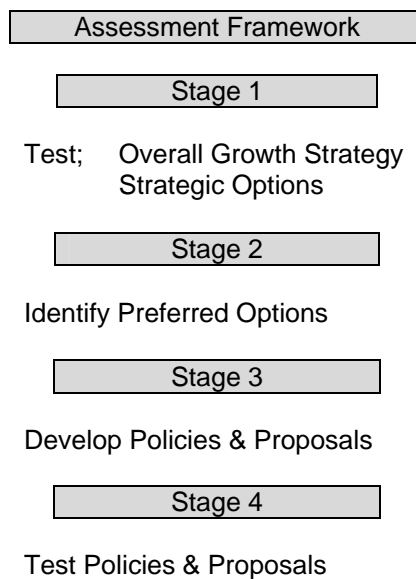 Assessment Framework
Stage 1
Test; Overall Growth Strategy
Strategic Options
Stage 2
Identify Preferred Options
Stage 3
Develop Policies & Proposals
Stage 4
Test Policies & Proposals